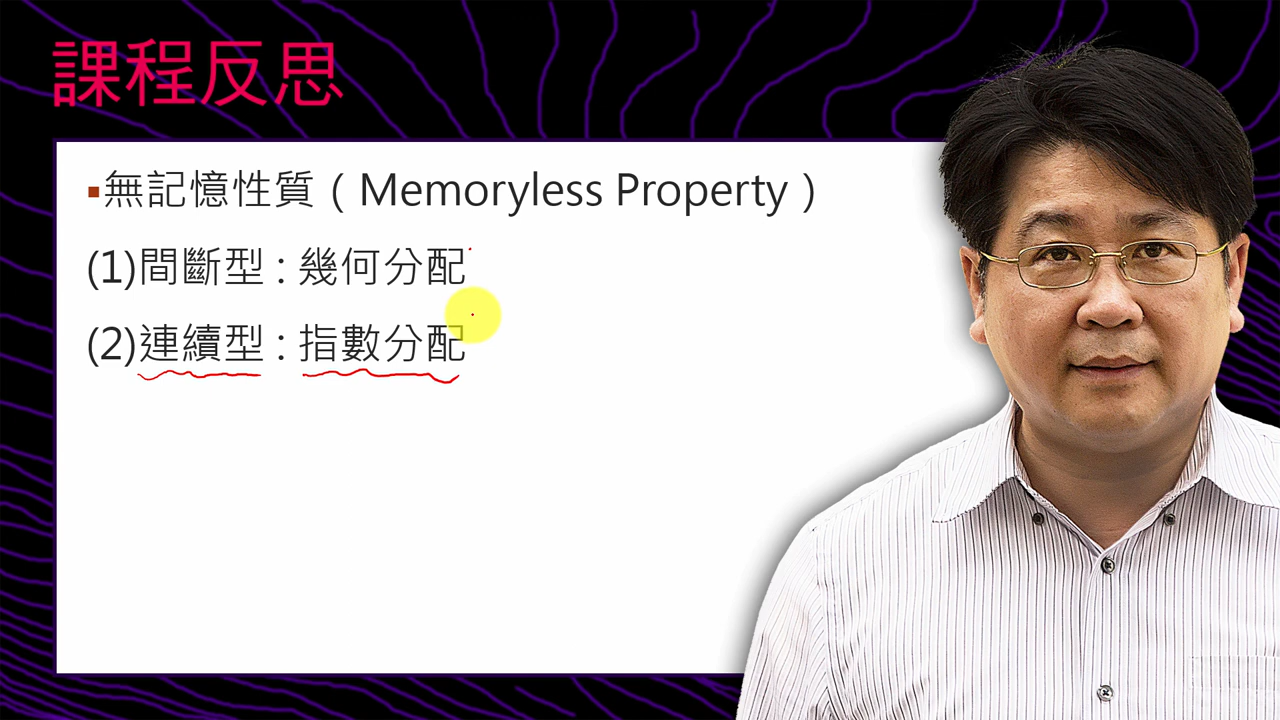 課程反思
▪無記憶性質（Memoryless Property）
(1)間斷型 : 幾何分配
(2)連續型 : 指數分配